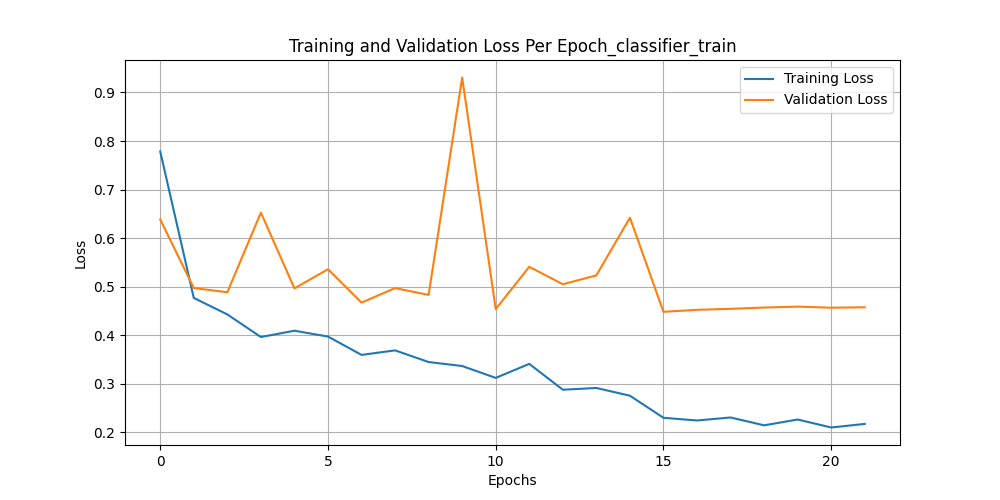 Training and Validation Loss Per Epoch_classifier_train
Training Loss
Validation Loss
Loss
0.9
0.8
0.7
0.6
0.5
0.4
0.3
0.2
0
5
10
15
20
Epochs